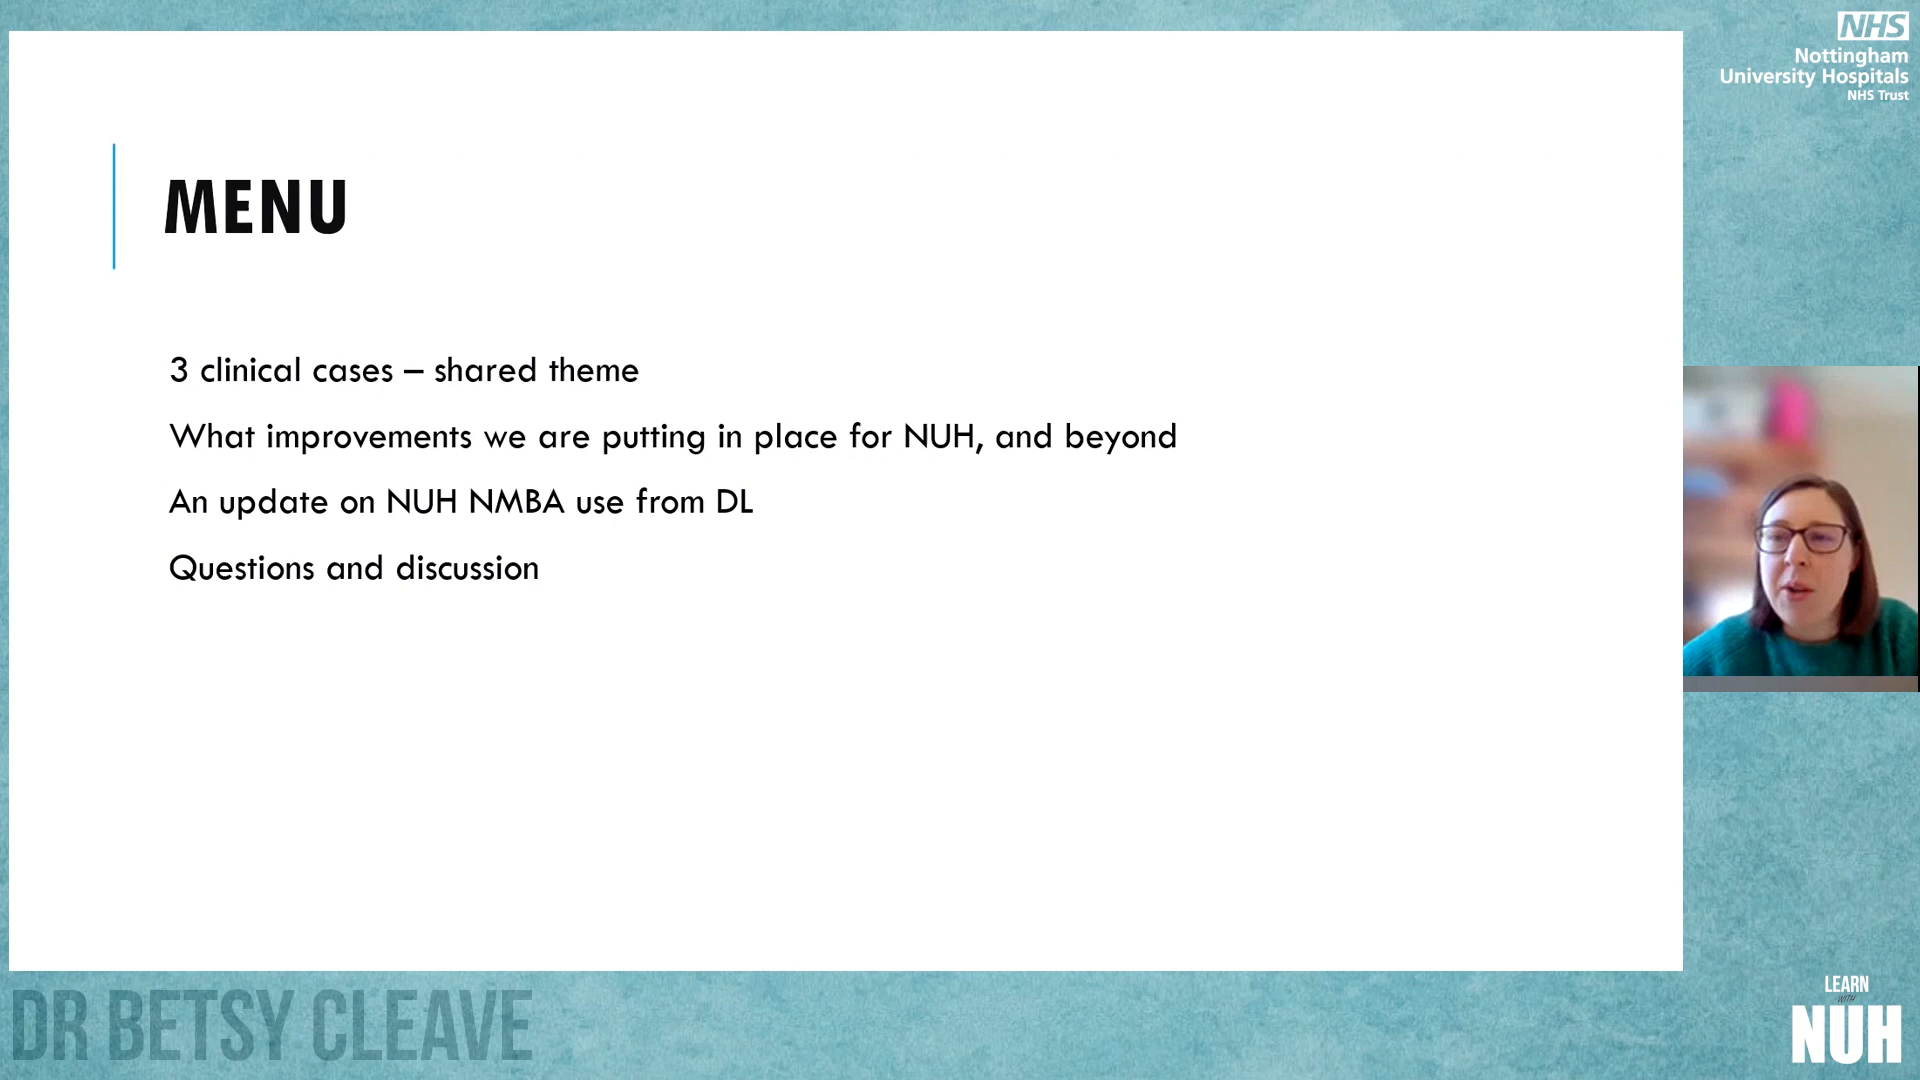 NHS
Nottingham
University Hospitals
NHS Trust
MENU
3 clinical cases – shared theme
What improvements we are putting in place for NUH, and beyond
An update on NUH NMBA use from DL
Questions and discussion
DR BETSY CLEAVE
LEARN
WITH
NUH